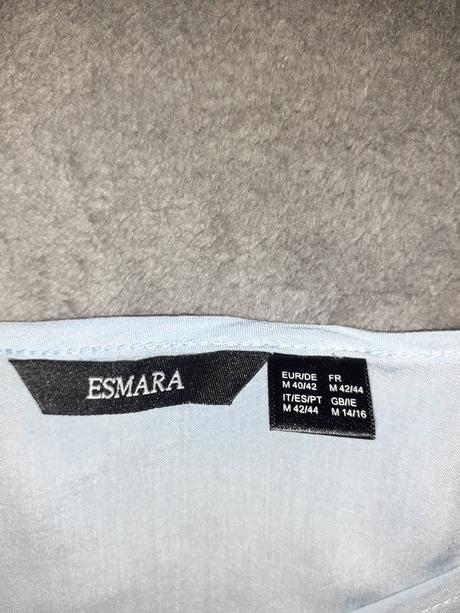 ESMARA
EUR/DE FR
M 40/42 M 42/44
IT/ES/PT GB/IE
M 42/44 M 14/16